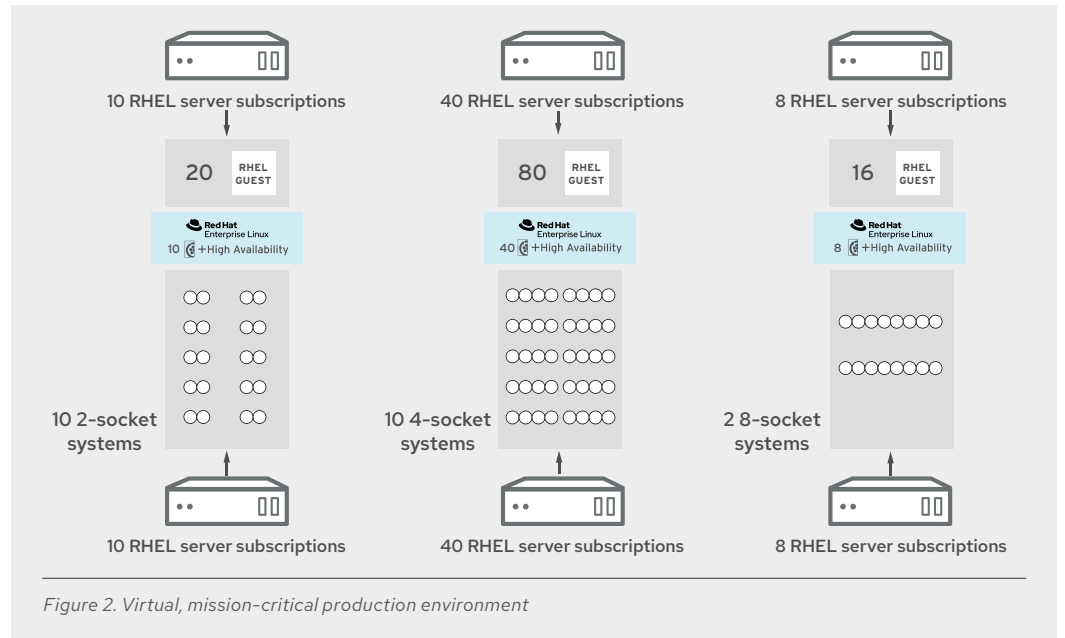 10 RHEL server subscriptions
40 RHEL server subscriptions
8 RHEL server subscriptions
20
RHEL
GUEST
80
RHEL
GUEST
16
RHEL
GUEST
Red Hat
Enterprise Linux
10 +High Availability
Red Hat
Enterprise Linux
40 +High Availability
Red Hat
Enterprise Linux
8 +High Availability
10 2-socket
systems
10 4-socket
systems
2 8-socket
systems
10 RHEL server subscriptions
40 RHEL server subscriptions
8 RHEL server subscriptions
Figure 2. Virtual, mission-critical production environment